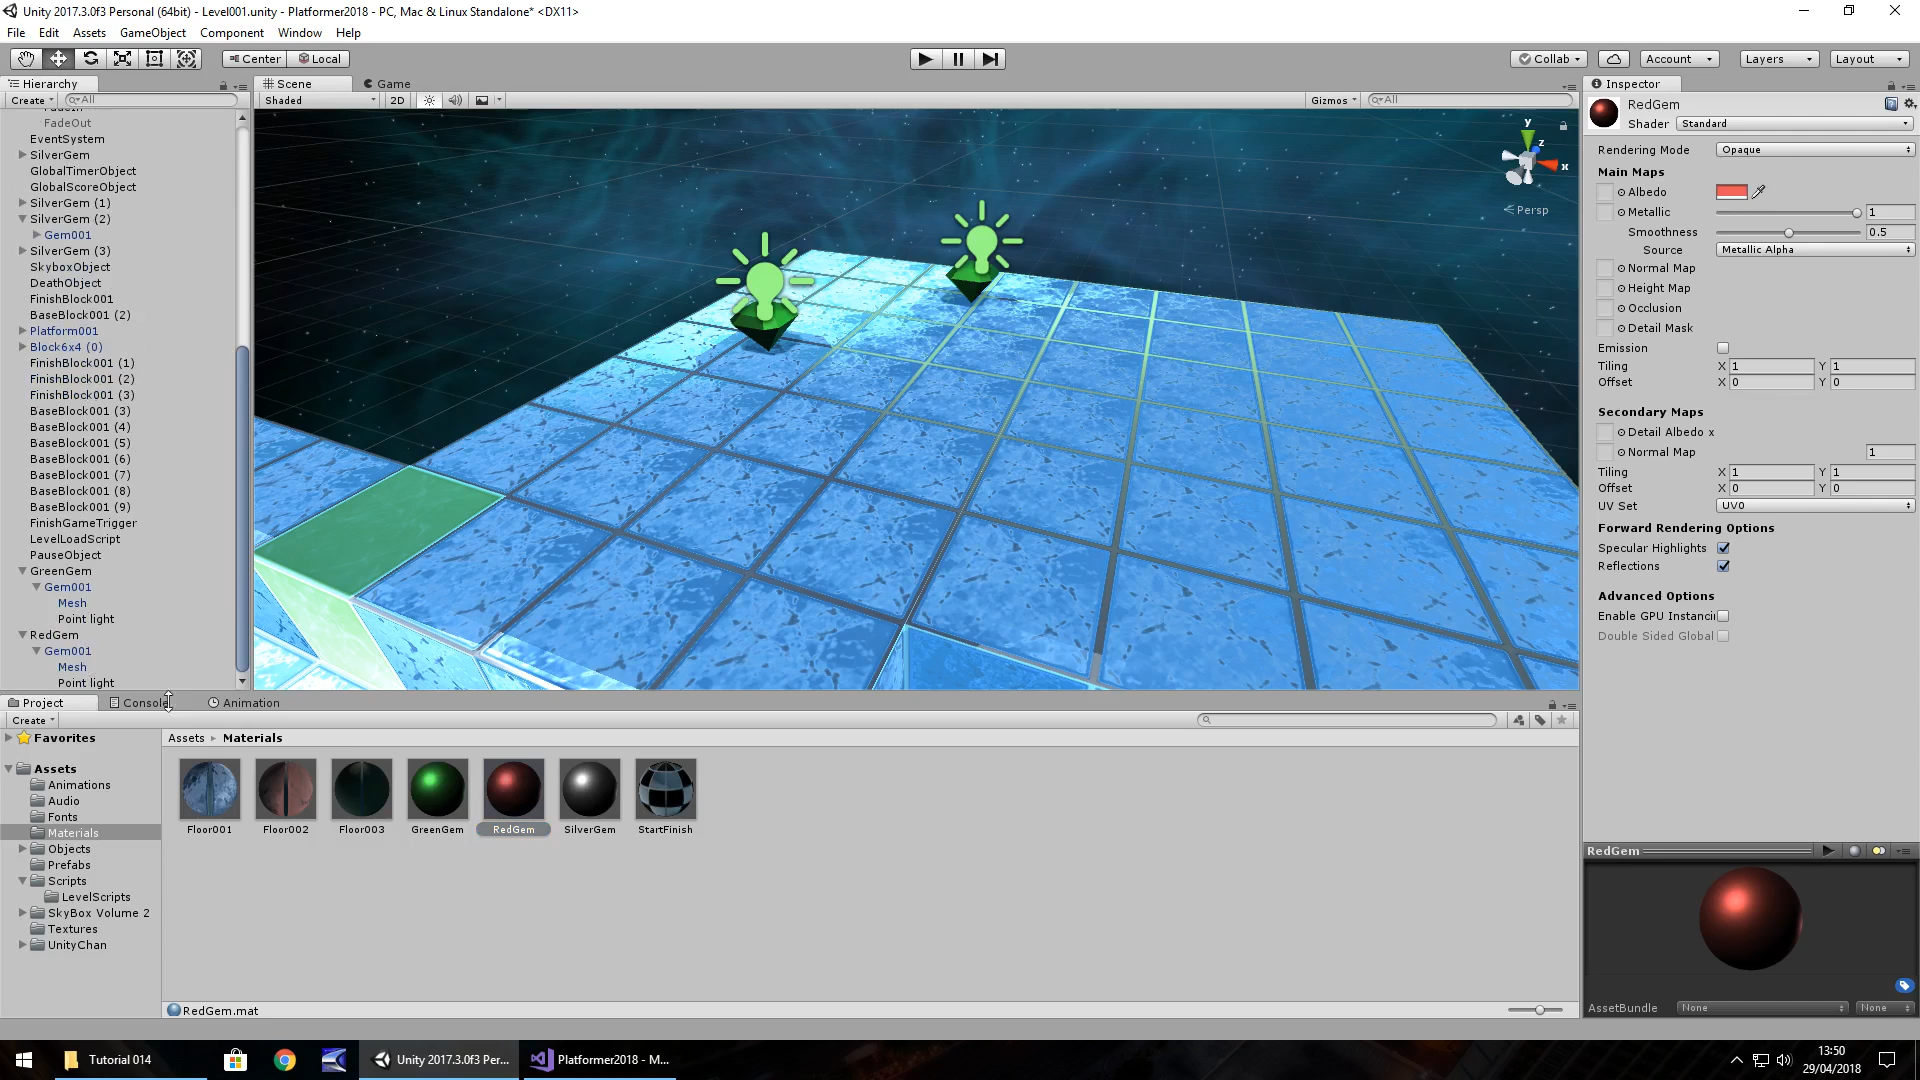 Unity 2017.3.0f3 Personal (64bit) - Level001.unity - Platformer2018 - PC, Mac & Linux Standalone* <DX11>
File Edit Assets GameObject Component Window Help
Center Local
Collab Account Layers Layout
Hierarchy
Create All
FadeOut
EventSystem
SilverGem
GlobalTimerObject
GlobalScoreObject
SilverGem (1)
SilverGem (2)
Gem001
SilverGem (3)
SkyboxObject
DeathObject
FinishBlock001
BaseBlock001 (2)
Platform001
Block6x4 (0)
FinishBlock001 (1)
FinishBlock001 (2)
FinishBlock001 (3)
BaseBlock001 (3)
BaseBlock001 (4)
BaseBlock001 (5)
BaseBlock001 (6)
BaseBlock001 (7)
BaseBlock001 (8)
BaseBlock001 (9)
FinishGameTrigger
LevelLoadScript
PauseObject
GreenGem
Gem001
Mesh
Point light
RedGem
Gem001
Mesh
Point light
Scene Game
Shaded 2D Gizmos All
y
z
x
Persp
Inspector
RedGem
Shader Standard
Rendering Mode Opaque
Main Maps
Albedo
Metallic 1
Smoothness 0.5
Source Metallic Alpha
Normal Map
Height Map
Occlusion
Detail Mask
Emission
Tiling X 1 Y 1
Offset X 0 Y 0
Secondary Maps
Detail Albedo x
Normal Map 1
Tiling X 1 Y 1
Offset X 0 Y 0
UV Set UV0
Forward Rendering Options
Specular Highlights
Reflections
Advanced Options
Enable GPU Instanci
Double Sided Global
RedGem
AssetBundle None None
Project Console Animation
Create
Favorites
Assets
Animations
Audio
Fonts
Materials
Objects
Prefabs
Scripts
LevelScripts
SkyBox Volume 2
Textures
UnityChan
Assets Materials
Floor001 Floor002 Floor003 GreenGem RedGem SilverGem StartFinish
RedGem.mat
Tutorial 014
Unity 2017.3.0f3 Per...
Platformer2018 - M...
13:50
29/04/2018